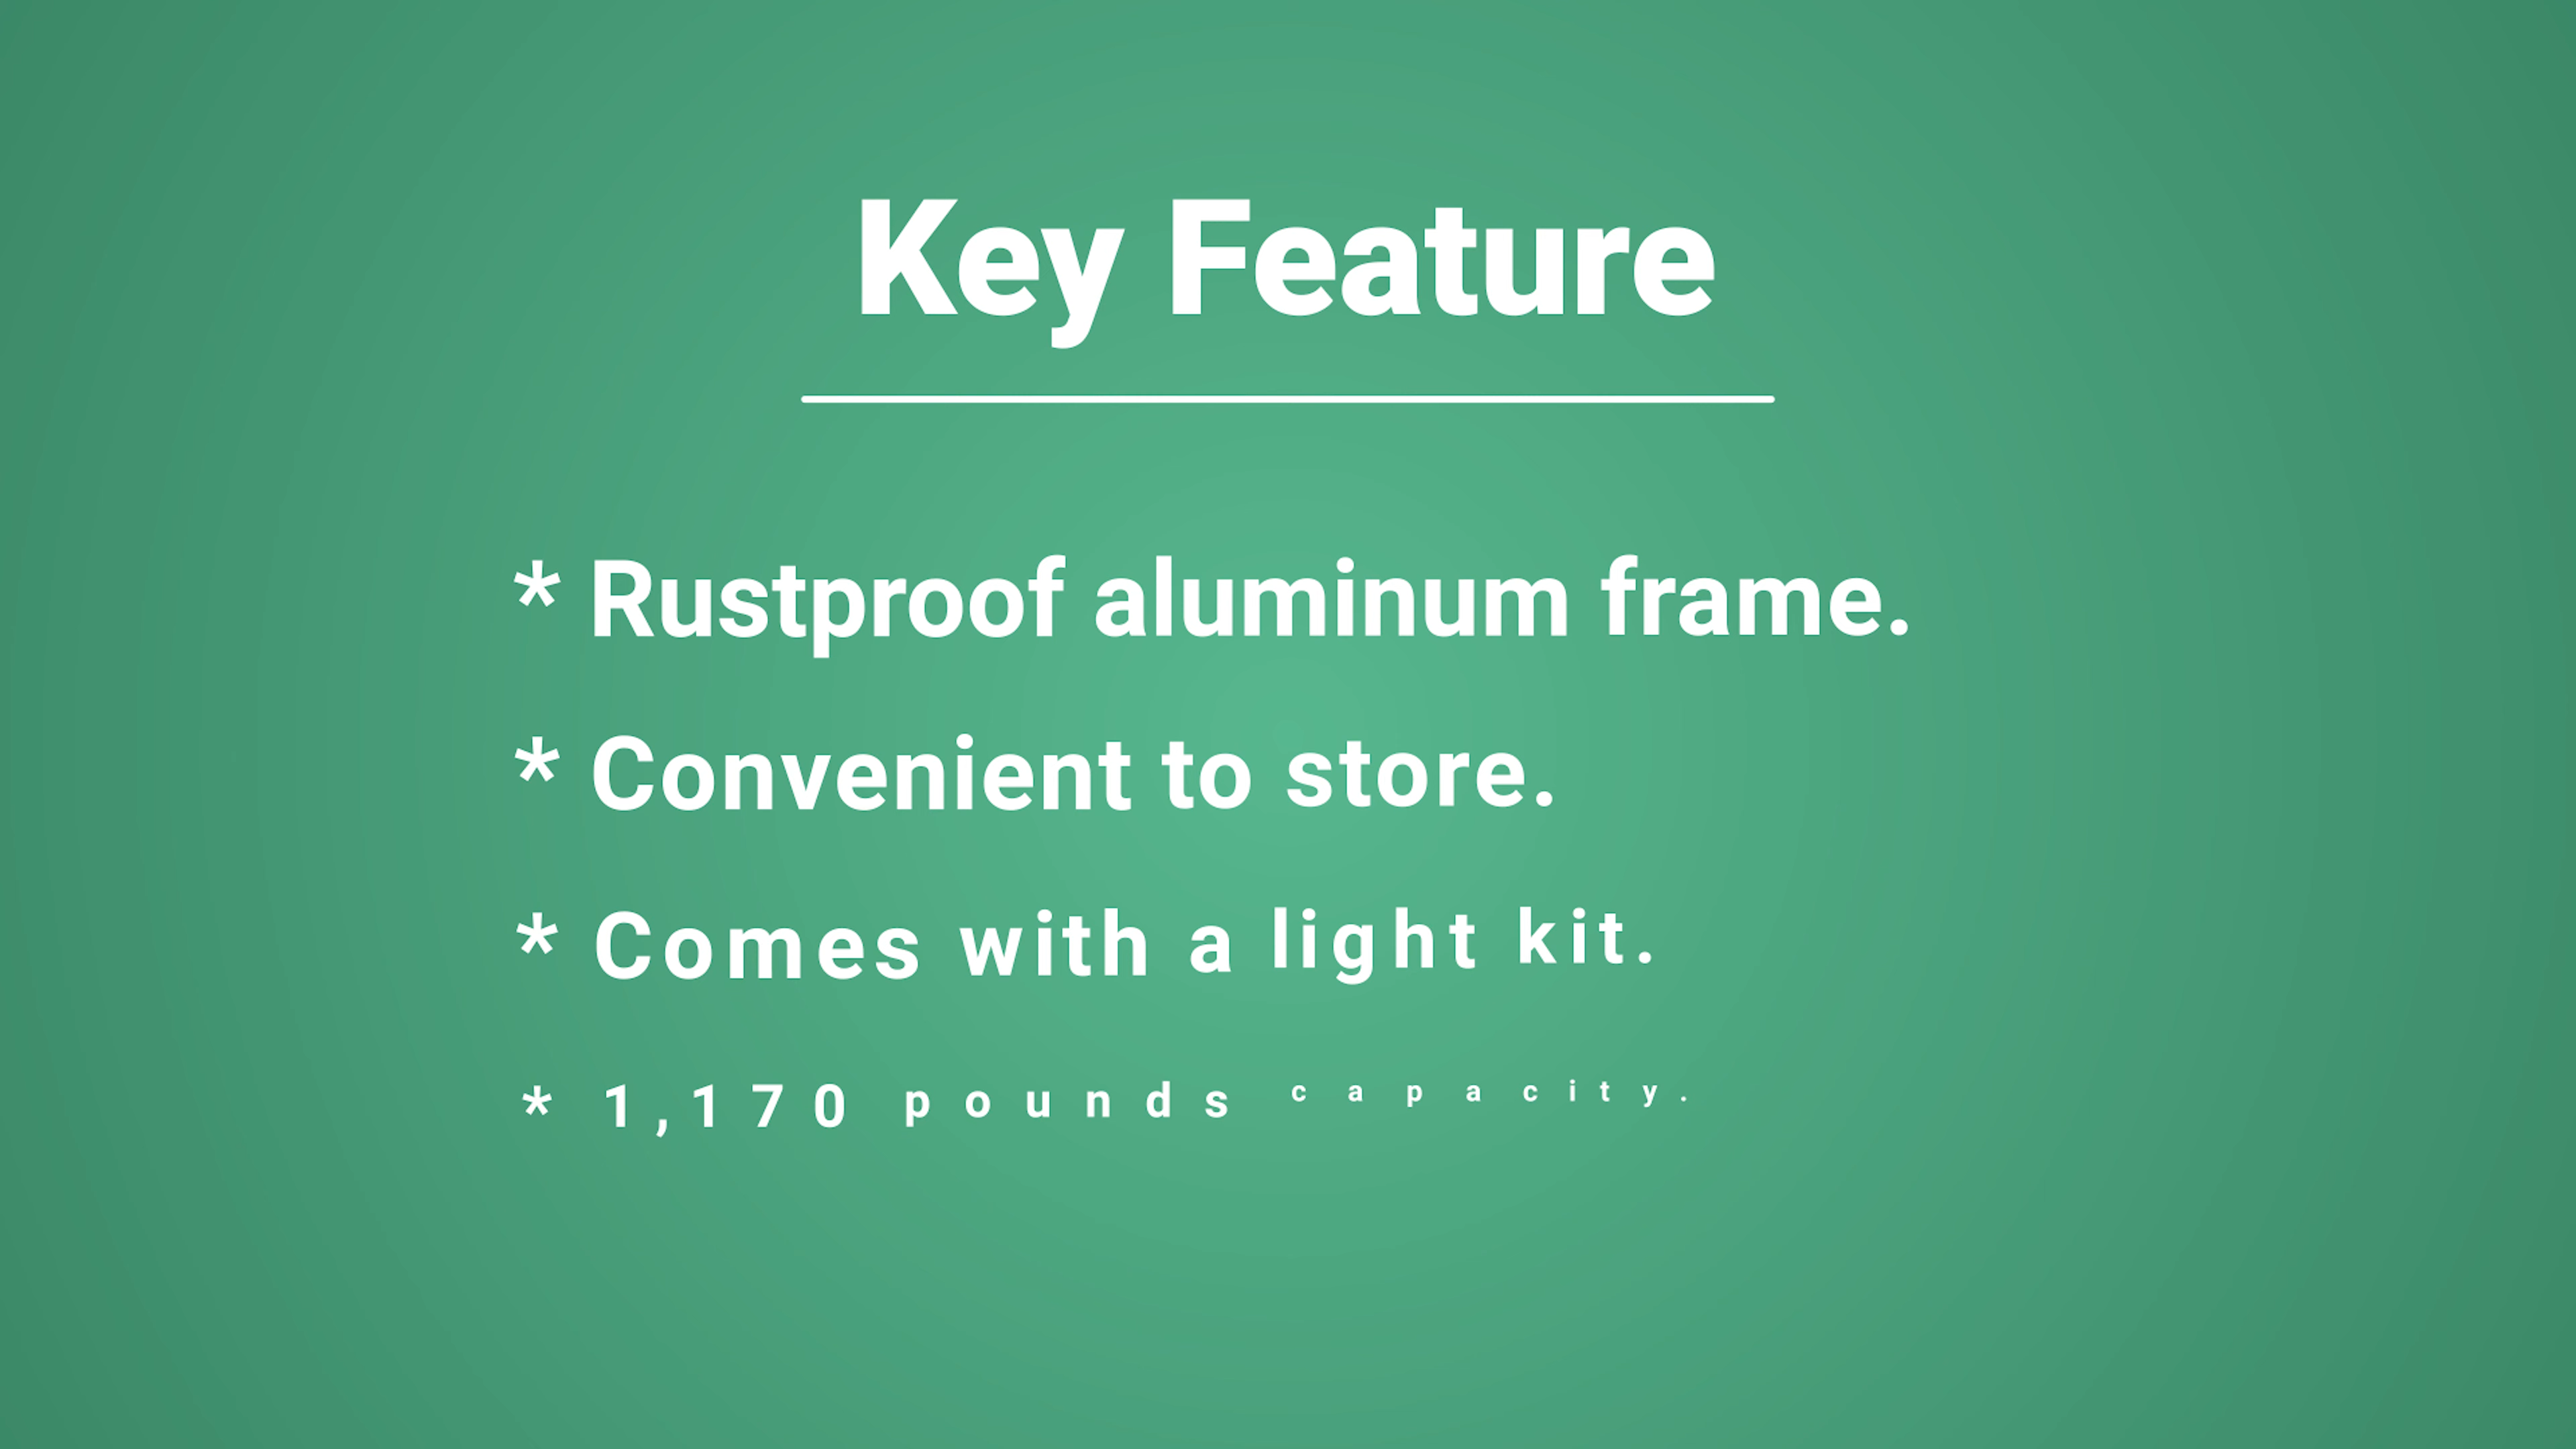 Key Feature
* Rustproof aluminum frame.
* Convenient to store.
* Comes with a light kit.
* 1,170 pounds capacity.